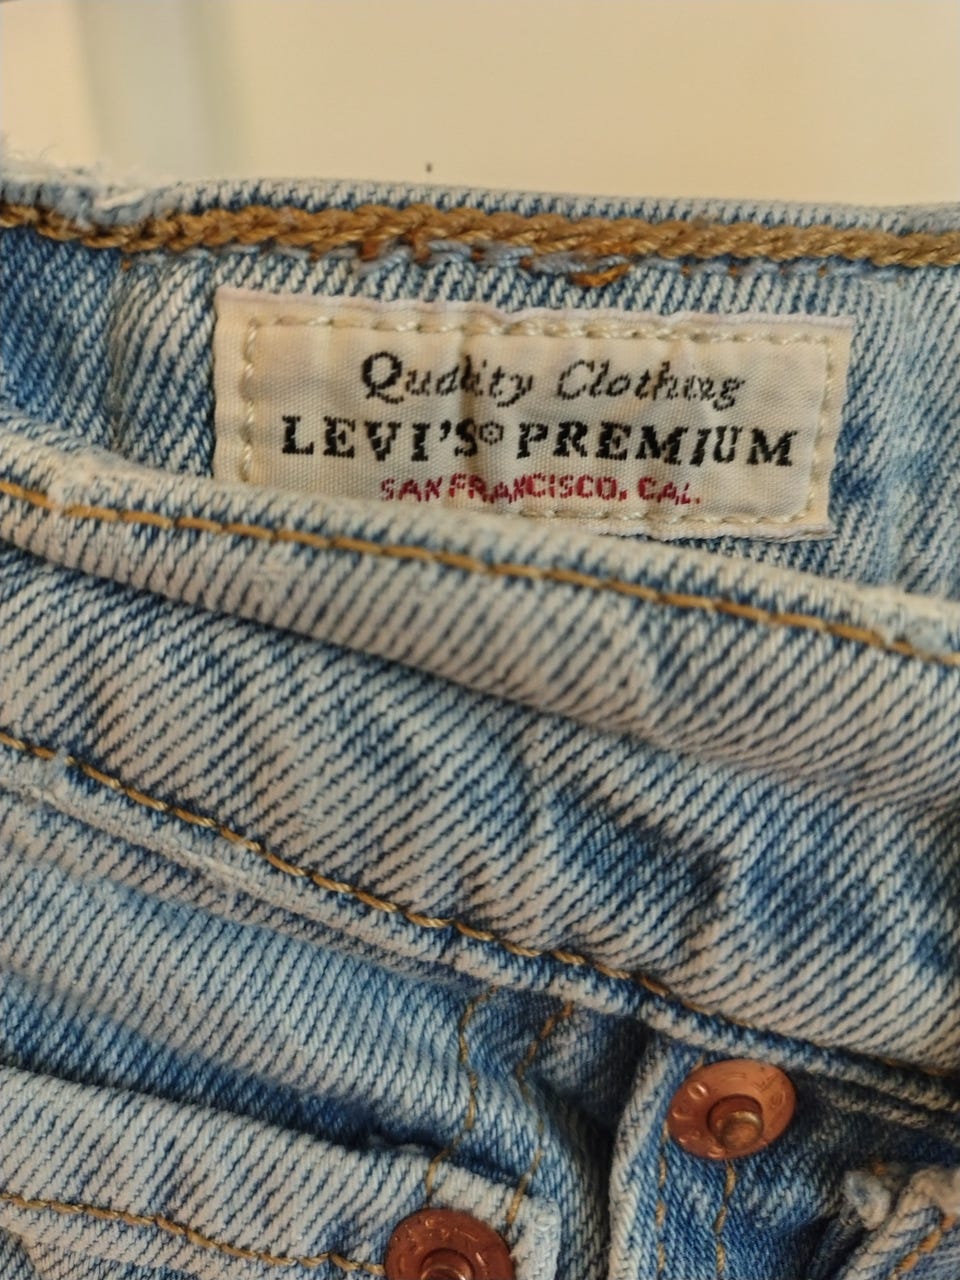 Quality Clothing
LEVI'S® PREMIUM
SAN FRANCISCO, CAL.